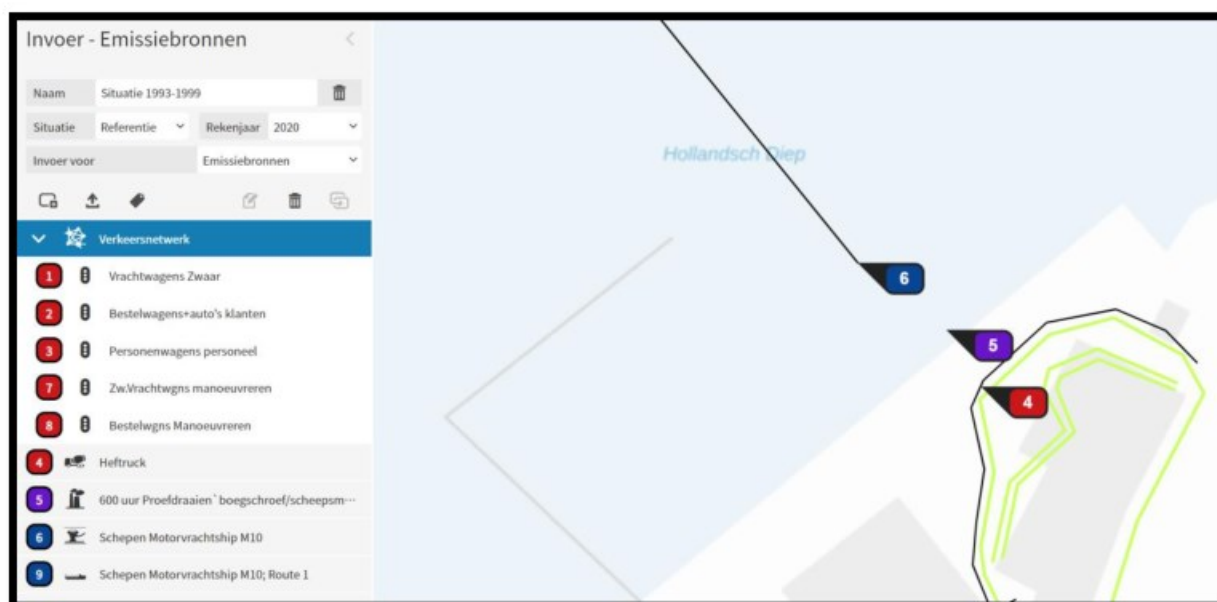 Invoer - Emissiebronnen
Naam Situatie 1993-1999
Situatie Referentie Rekenjaar 2020
Invoer voor Emissiebronnen
Verkeersnetwerk
1 Vrachtwagens Zwaar
2 Bestelwagens+auto's klanten
3 Personenwagens personeel
7 Zw.Vrachtwgns manoeuvreren
8 Bestelwgns Manoeuvreren
4 Heftruck
5 600 uur Proefdraaien`boegschroef/scheepsm...
6 Schepen Motorvrachtship M10
9 Schepen Motorvrachtship M10; Route 1
Hollandsch Diep
6
5
4